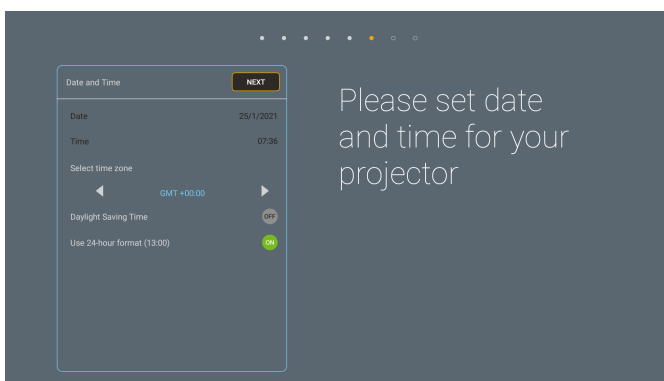 Date and Time
NEXT
Date
25/1/2021
Time
07:36
Select time zone
GMT +00:00
Daylight Saving Time
OFF
Use 24-hour format (13:00)
ON
Please set date
and time for your
projector